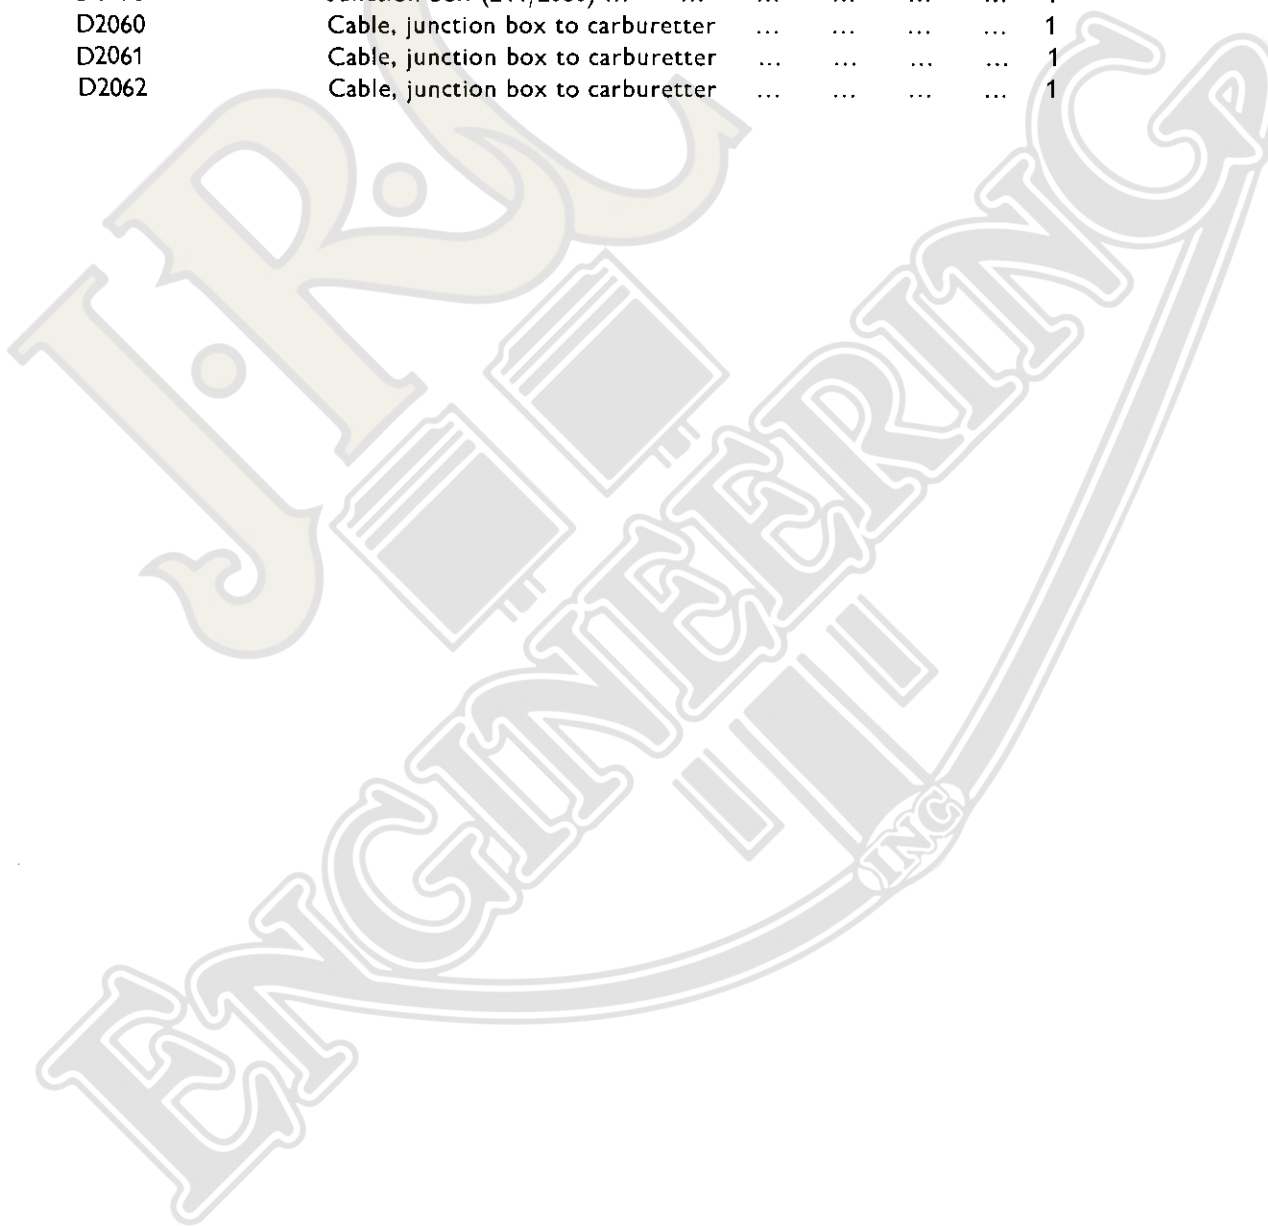 D2060 Cable, junction box to carburetter ... ... ... ... 1
D2061 Cable, junction box to carburetter ... ... ... ... 1
D2062 Cable, junction box to carburetter ... ... ... ... 1
J.R.C.
ENGINEERING
INC